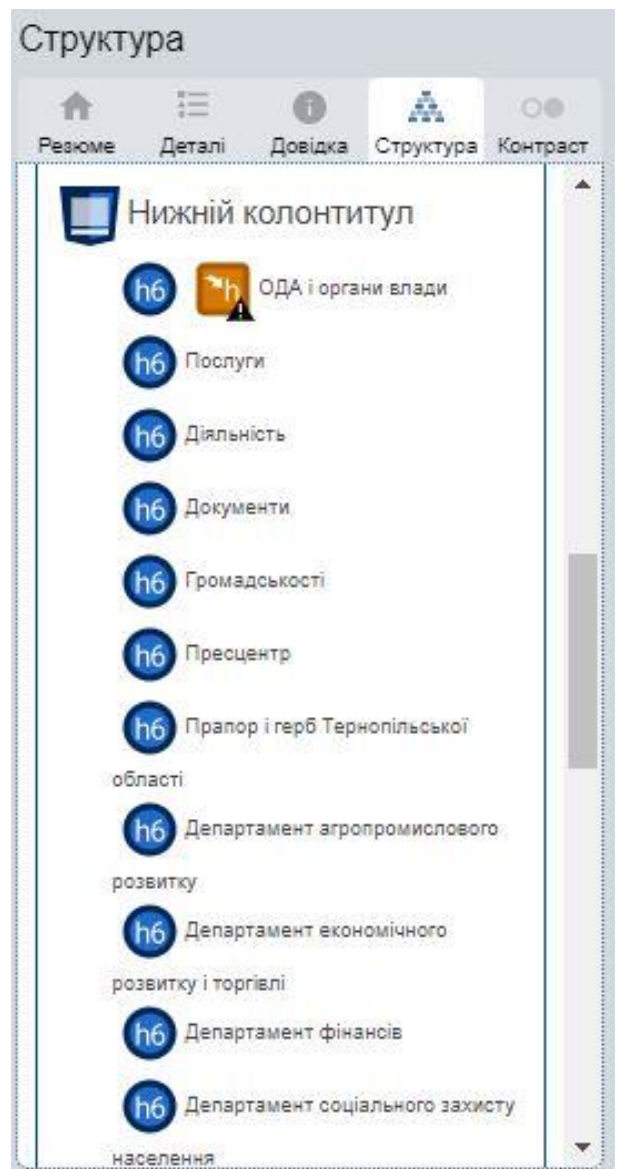 Структура
Резюме Деталі Довідка Структура Контраст
Нижній колонтитул
h6 h ОДА і органи влади
h6 Послуги
h6 Діяльність
h6 Документи
h6 Громадськості
h6 Пресцентр
h6 Прапор і герб Тернопільської
області
h6 Департамент агропромислового
розвитку
h6 Департамент економічного
розвитку і торгівлі
h6 Департамент фінансів
h6 Департамент соціального захисту
населення